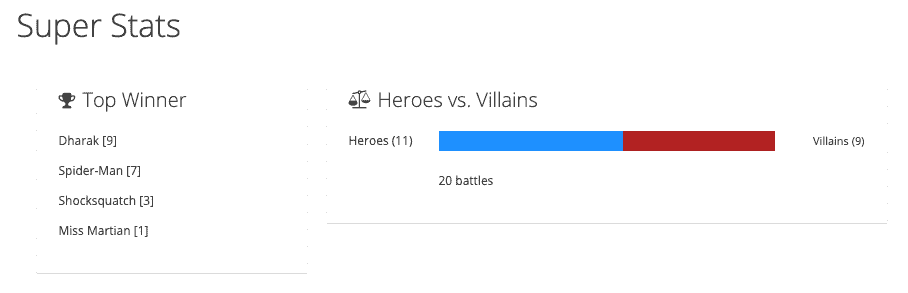 Super Stats
Top Winner
Dharak [9]
Spider-Man [7]
Shocksquatch [3]
Miss Martian [1]
Heroes vs. Villains
Heroes (11)
Villains (9)
20 battles